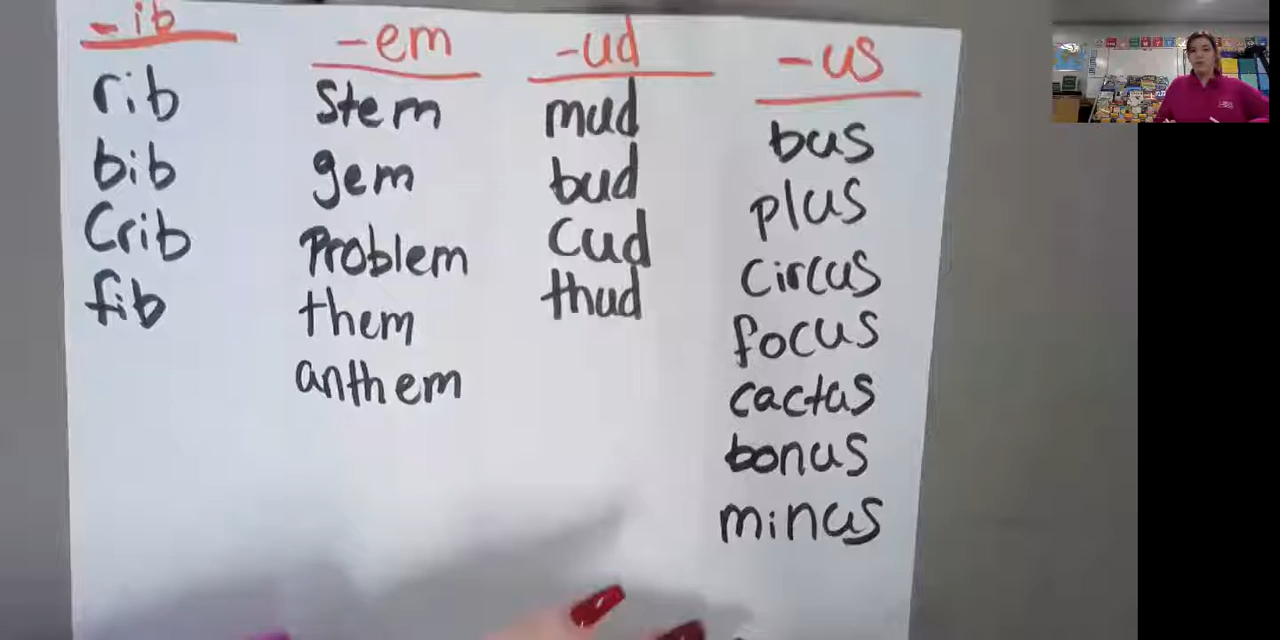 -ib
rib
bib
Crib
fib
-em
Stem
gem
Problem
them
anthem
-ud
mud
bud
Cud
thud
-us
bus
plus
circus
focus
cactus
bonus
minus